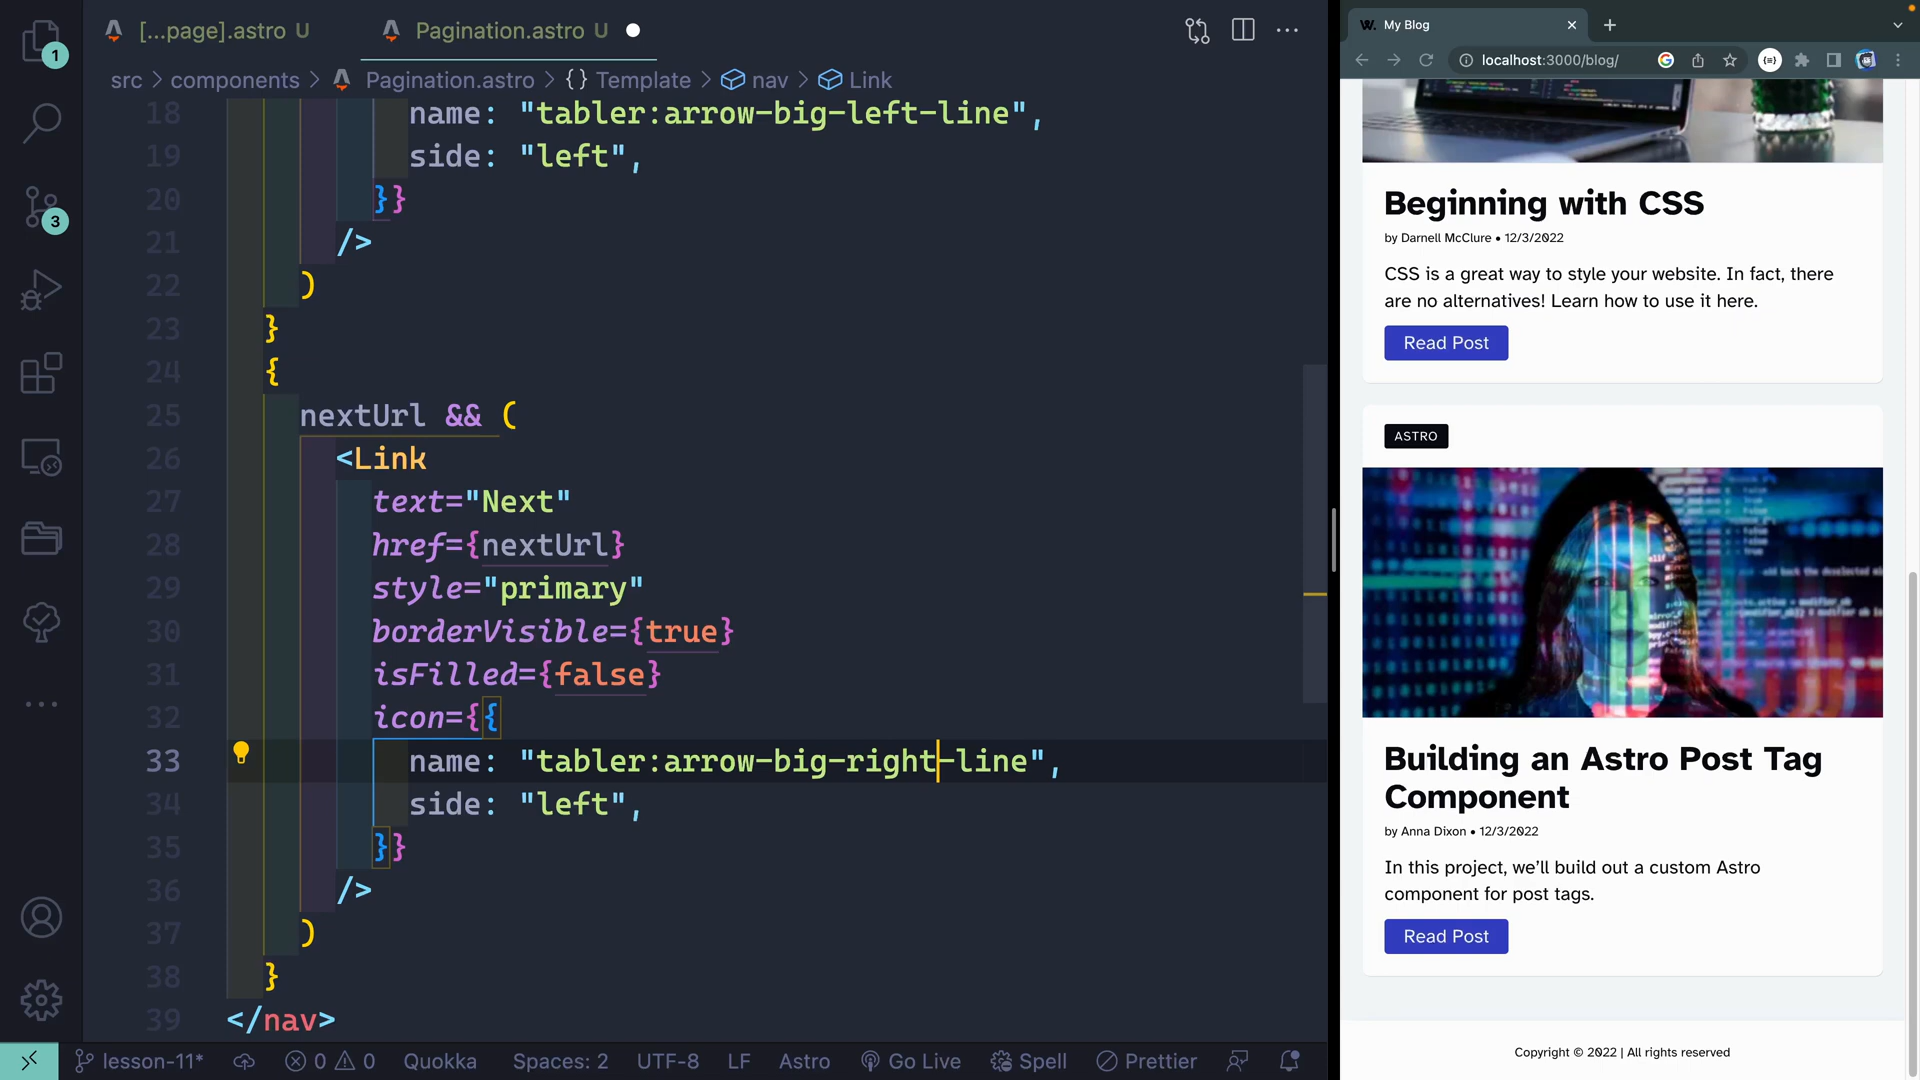 [...page].astro U
Pagination.astro U
src > components > Pagination.astro > {} Template > nav > Link
18 name: "tabler:arrow-big-left-line",
19 side: "left",
20 }}
21 />
22 )
23 }
24 {
25 nextUrl && (
26 <Link
27 text="Next"
28 href={nextUrl}
29 style="primary"
30 borderVisible={true}
31 isFilled={false}
32 icon={{
33 name: "tabler:arrow-big-right-line",
34 side: "left",
35 }}
36 />
37 )
38 }
39 </nav>
1
3
lesson-11*
0
0
Quokka
Spaces: 2
UTF-8
LF
Astro
Go Live
Spell
Prettier
My Blog
localhost:3000/blog/
Beginning with CSS
by Darnell McClure • 12/3/2022
CSS is a great way to style your website. In fact, there
are no alternatives! Learn how to use it here.
Read Post
ASTRO
Building an Astro Post Tag
Component
by Anna Dixon • 12/3/2022
In this project, we’ll build out a custom Astro
component for post tags.
Read Post
Copyright © 2022 | All rights reserved